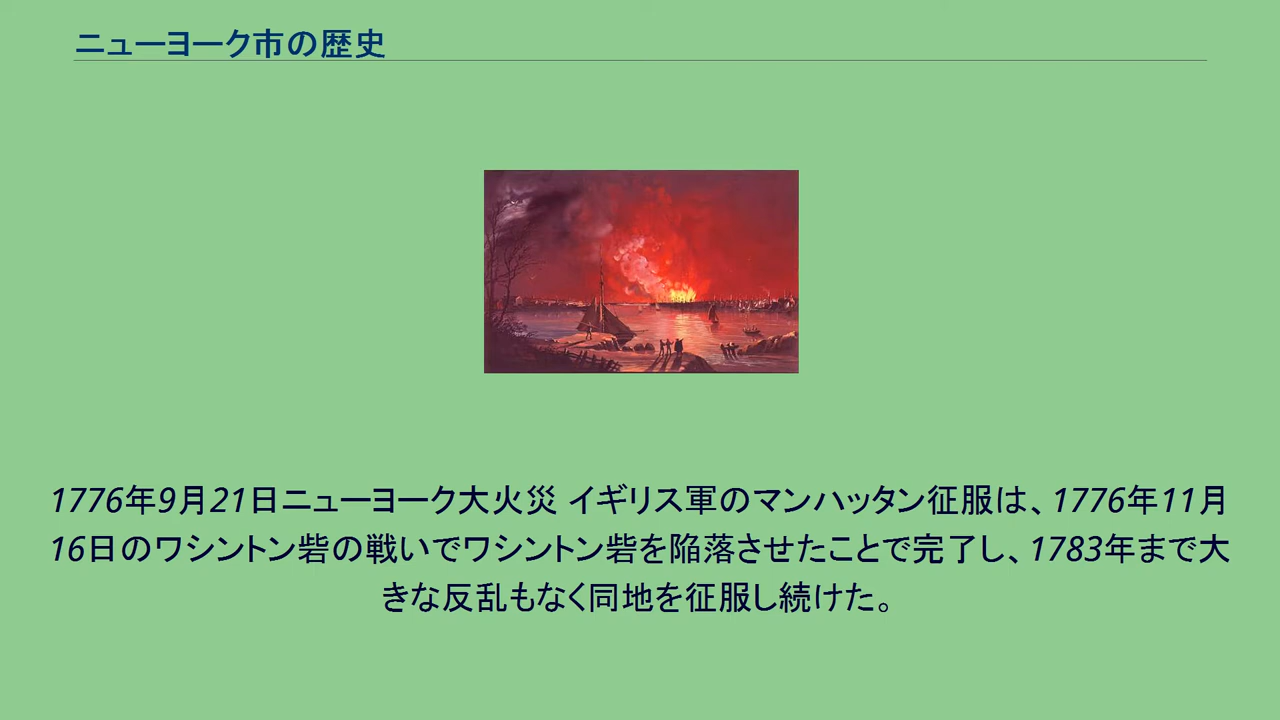 ニューヨーク市の歴史
1776年9月21日ニューヨーク大火災 イギリス軍のマンハッタン征服は、1776年11月
16日のワシントン砦の戦いでワシントン砦を陥落させたことで完了し、1783年まで大
きな反乱もなく同地を征服し続けた。